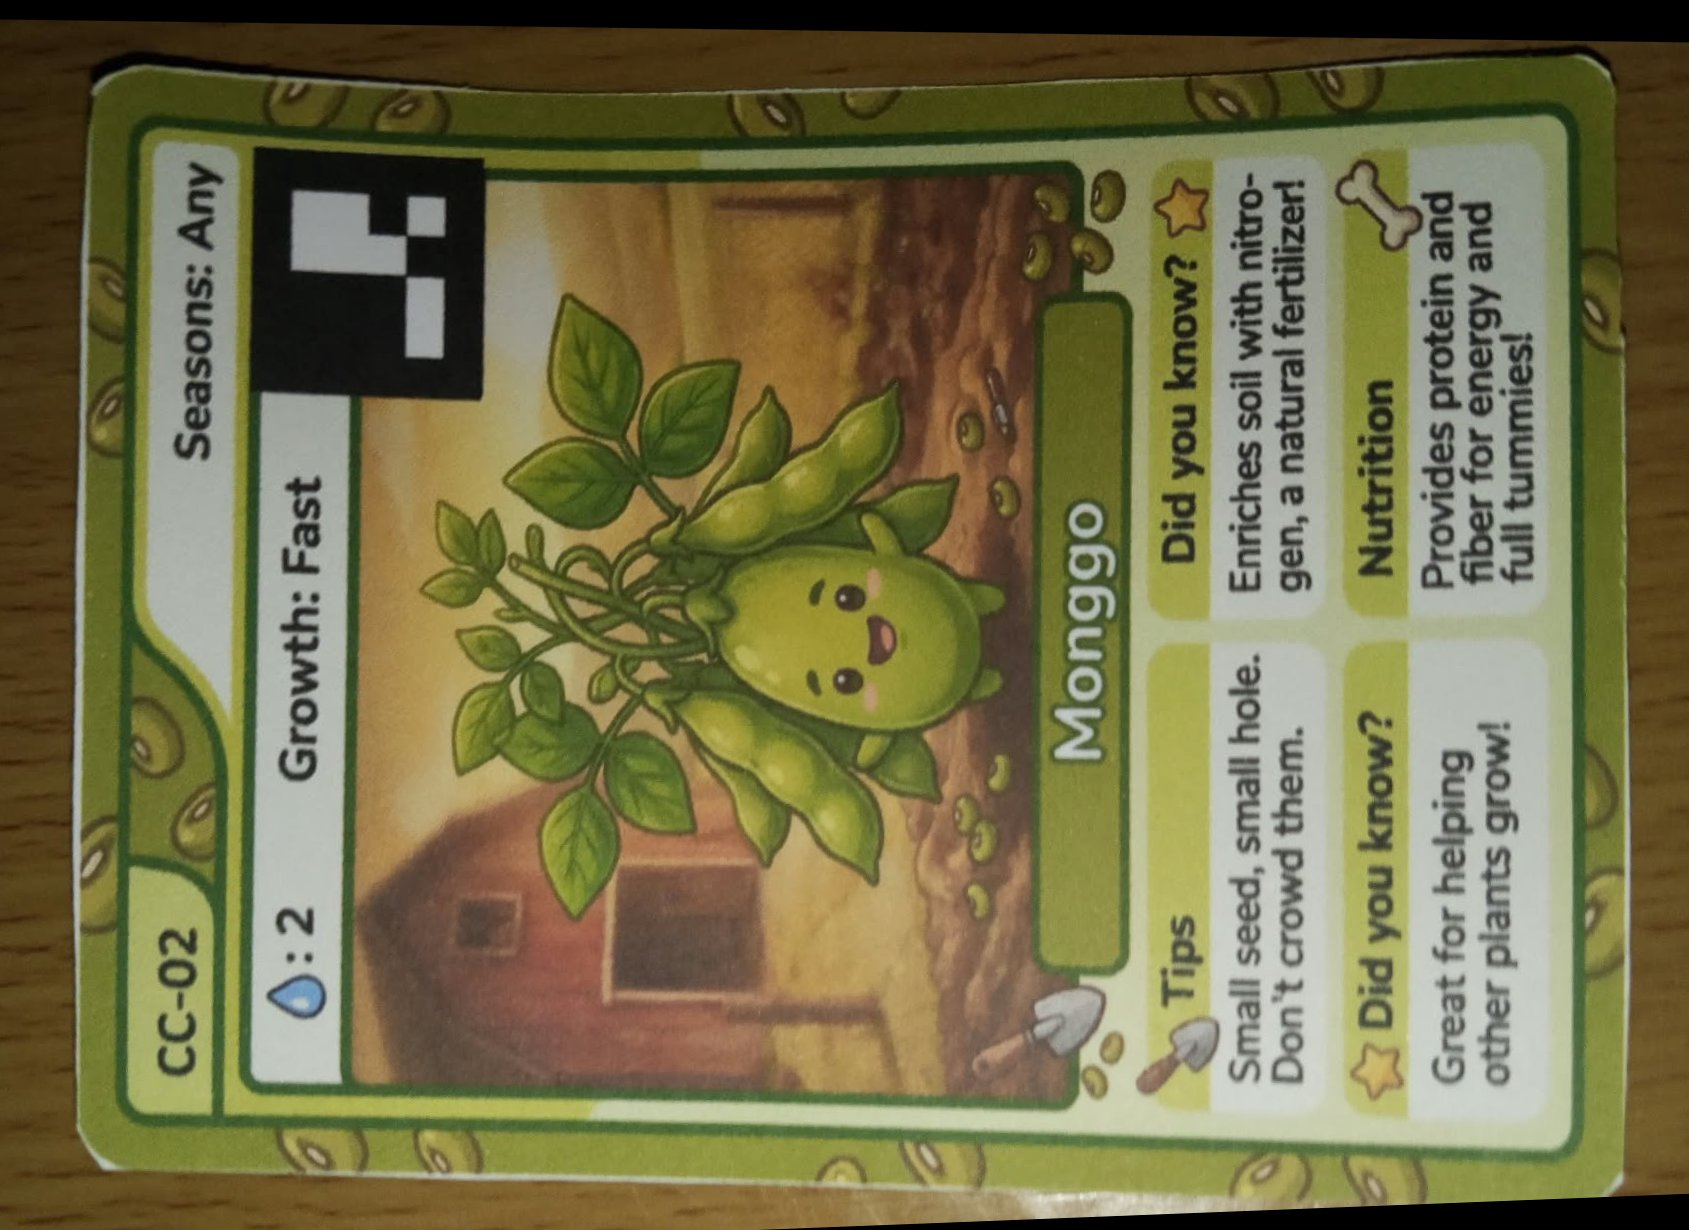 CC-02
Seasons: Any
: 2
Growth: Fast
Monggo
Tips
Small seed, small hole.
Don't crowd them.
Did you know?
Enriches soil with nitro-
gen, a natural fertilizer!
Did you know?
Great for helping
other plants grow!
Nutrition
Provides protein and
fiber for energy and
full tummies!